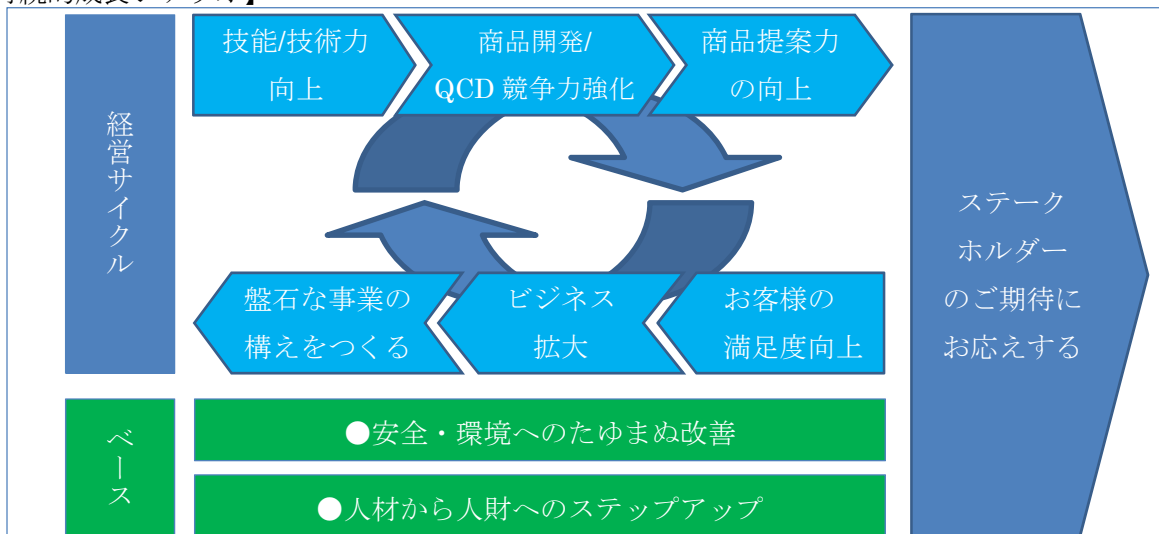 経営サイクル
技能/技術力
向上
商品開発/
QCD 競争力強化
商品提案力
の向上
盤石な事業の
構えをつくる
ビジネス
拡大
お客様の
満足度向上
ステーク
ホルダー
のご期待に
お応えする
ベース
●安全・環境へのたゆまぬ改善
●人材から人財へのステップアップ